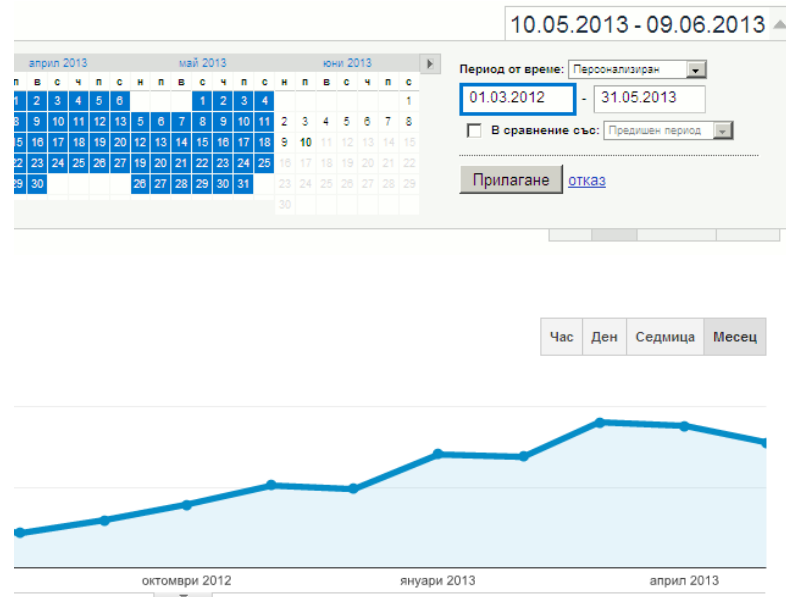 10.05.2013 - 09.06.2013
април 2013 май 2013 юни 2013
п в с ч п с н п в с ч п с н п в с ч п с
1 2 3 4 5 6 1 2 3 4 1
8 9 10 11 12 13 5 6 7 8 9 10 11 2 3 4 5 6 7 8
15 16 17 18 19 20 12 13 14 15 16 17 18 9 10 11 12 13 14 15
22 23 24 25 26 27 19 20 21 22 23 24 25 16 17 18 19 20 21 22
29 30 26 27 28 29 30 31 23 24 25 26 27 28 29
30
Период от време: Персонализиран
01.03.2012 - 31.05.2013
В сравнение със: Предишен период
Прилагане отказ
Час Ден Седмица Месец
октомври 2012 януари 2013 април 2013